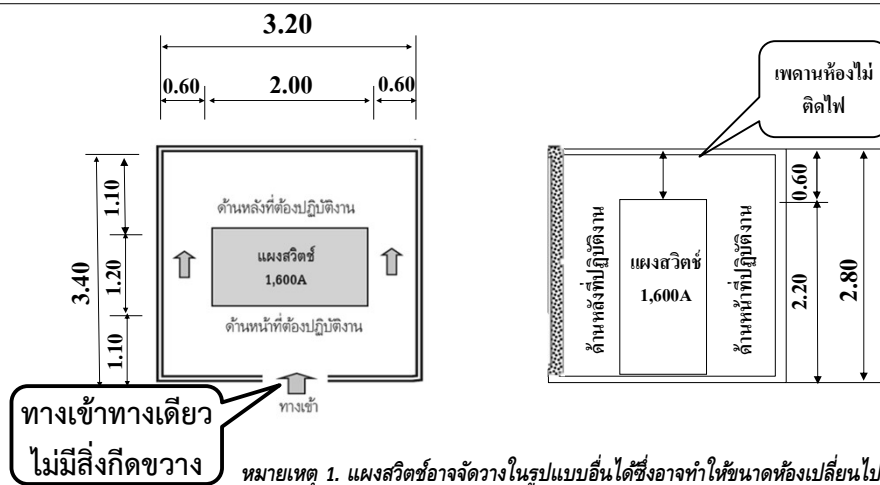 3.20
0.60 2.00 0.60
เพดานห้องไม่
ติดไฟ
3.40
1.10
1.20
1.10
ด้านหลังที่ต้องปฏิบัติงาน
แผงสวิตช์
1,600A
ด้านหน้าที่ต้องปฏิบัติงาน
ทางเข้า
ทางเข้าทางเดียว
ไม่มีสิ่งกีดขวาง
ด้านหลังที่ปฏิบัติงาน
แผงสวิตช์
1,600A
ด้านหน้าที่ปฏิบัติงาน
0.60
2.20
2.80
หมายเหตุ 1. แผงสวิตช์อาจจัดวางในรูปแบบอื่นได้ซึ่งอาจทำให้ขนาดห้องเปลี่ยนไป